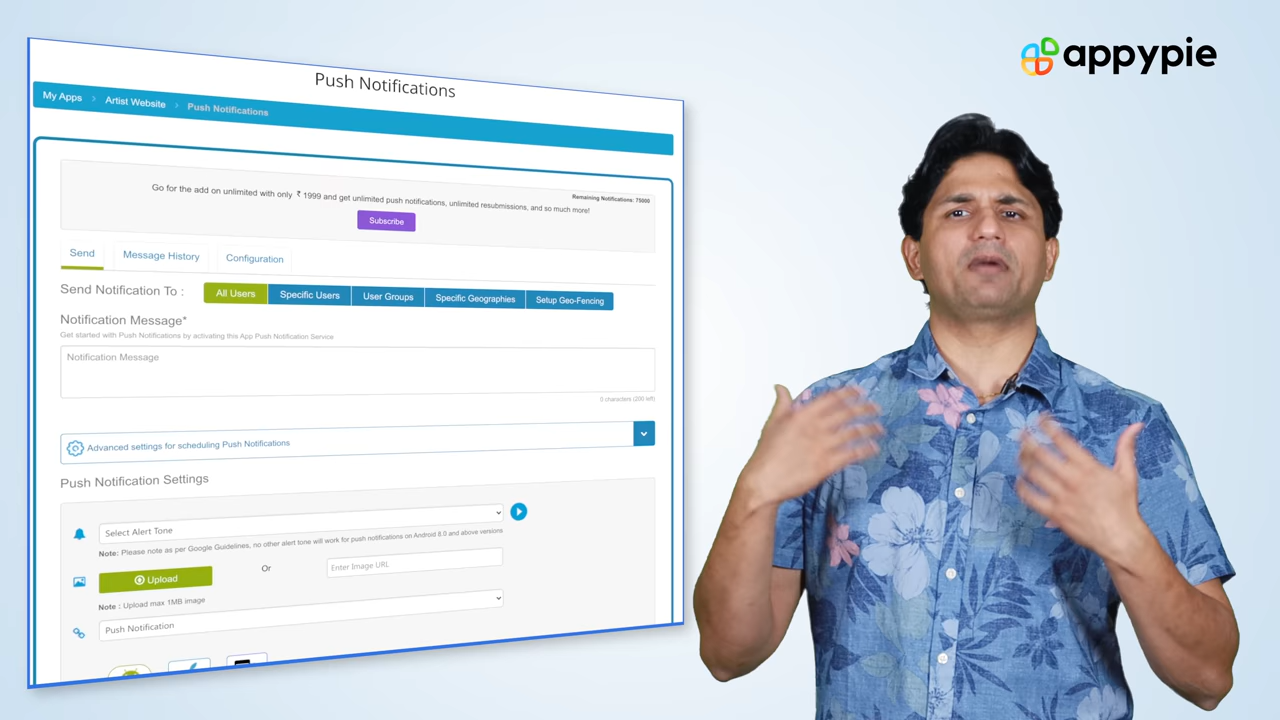 appypie
Push Notifications
My Apps > Artist Website > Push Notifications
Remaining Notifications: 75000
Go for the add on unlimited with only ₹ 1999 and get unlimited push notifications, unlimited resubmissions, and so much more!
Subscribe
Send Message History Configuration
Send Notification To : All Users Specific Users User Groups Specific Geographies Setup Geo-Fencing
Notification Message*
Get started with Push Notifications by activating this App Push Notification Service
Notification Message
0 characters (200 left)
Advanced settings for scheduling Push Notifications
Push Notification Settings
Select Alert Tone
Note: Please note as per Google Guidelines, no other alert tone will work for push notifications on Android 8.0 and above versions
Upload Or Enter Image URL
Note : Upload max 1MB image
Push Notification